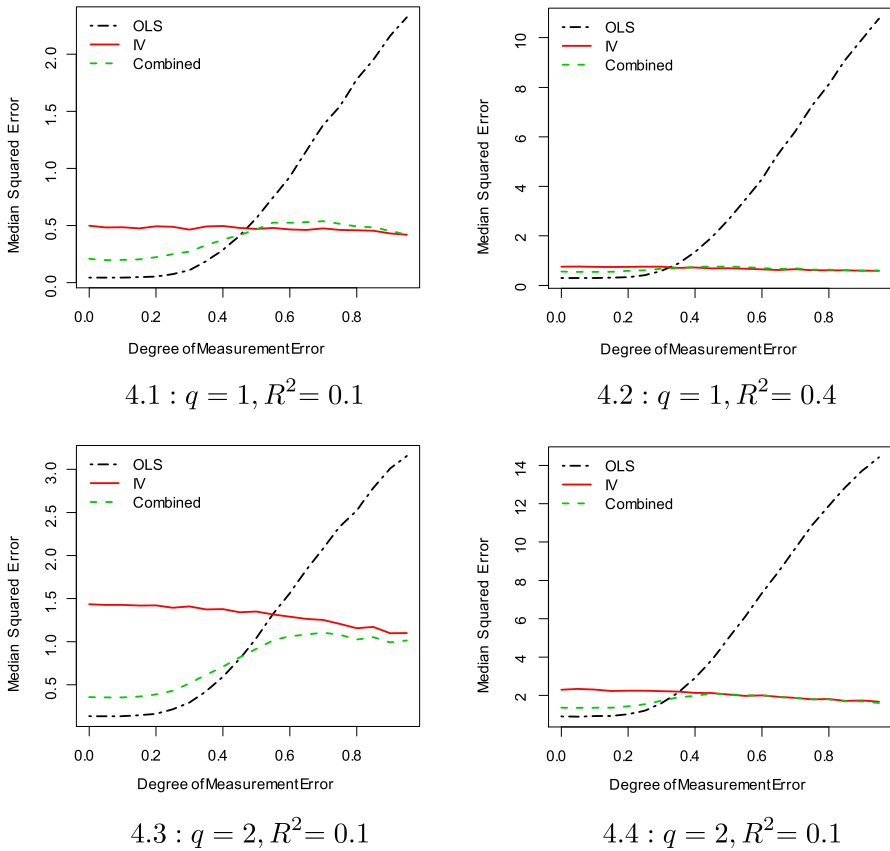 OLS
IV
Combined
Median Squared Error
0.0
0.5
1.0
1.5
2.0
0.0 0.2 0.4 0.6 0.8
Degree of Measurement Error
4.1 : q = 1, R² = 0.1
OLS
IV
Combined
Median Squared Error
0
2
4
6
8
10
0.0 0.2 0.4 0.6 0.8
Degree of Measurement Error
4.2 : q = 1, R² = 0.4
OLS
IV
Combined
Median Squared Error
0.5
1.0
1.5
2.0
2.5
3.0
0.0 0.2 0.4 0.6 0.8
Degree of Measurement Error
4.3 : q = 2, R² = 0.1
OLS
IV
Combined
Median Squared Error
2
4
6
8
10
12
14
0.0 0.2 0.4 0.6 0.8
Degree of Measurement Error
4.4 : q = 2, R² = 0.1